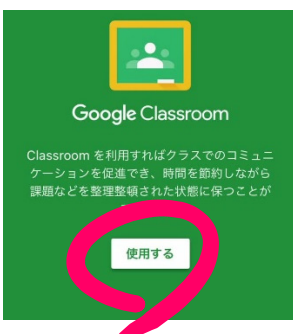 Google Classroom
Classroom を利用すればクラスでのコミュニ
ケーションを促進でき、時間を節約しながら
課題などを整理整頓された状態に保つことが
使用する